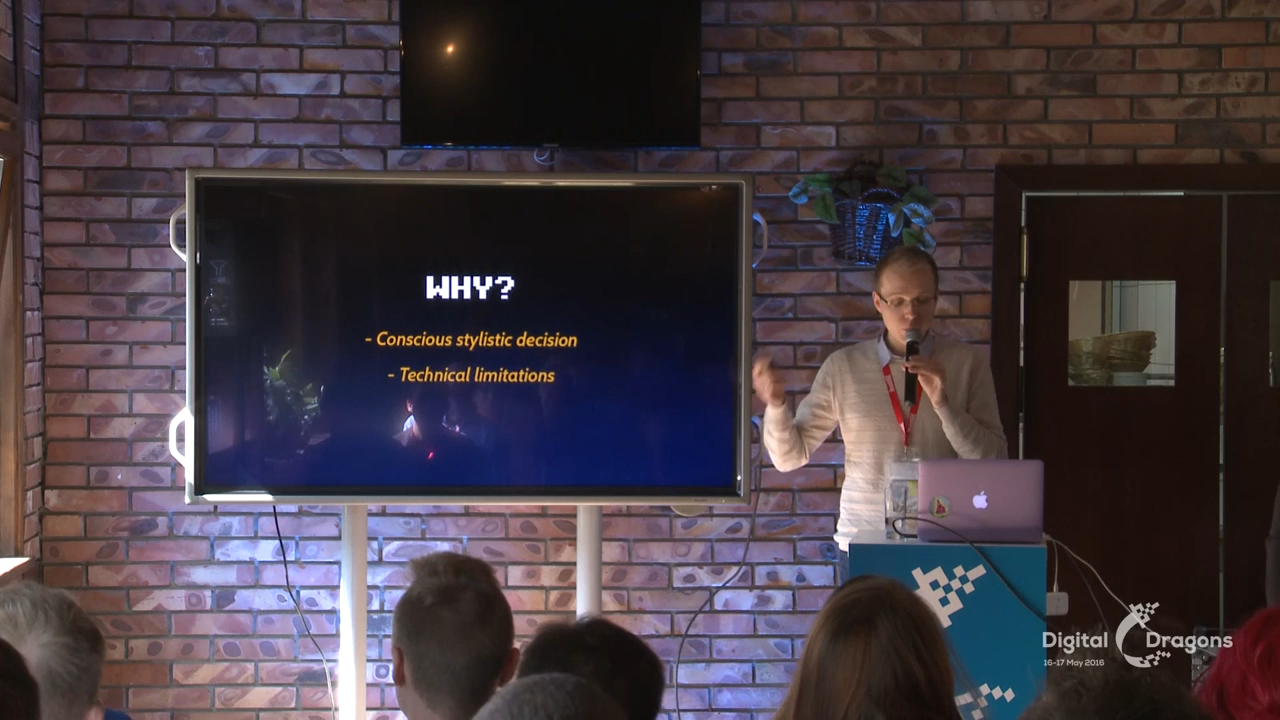 WHY?
- Conscious stylistic decision
- Technical limitations
Digital Dragons
16-17 May 2016